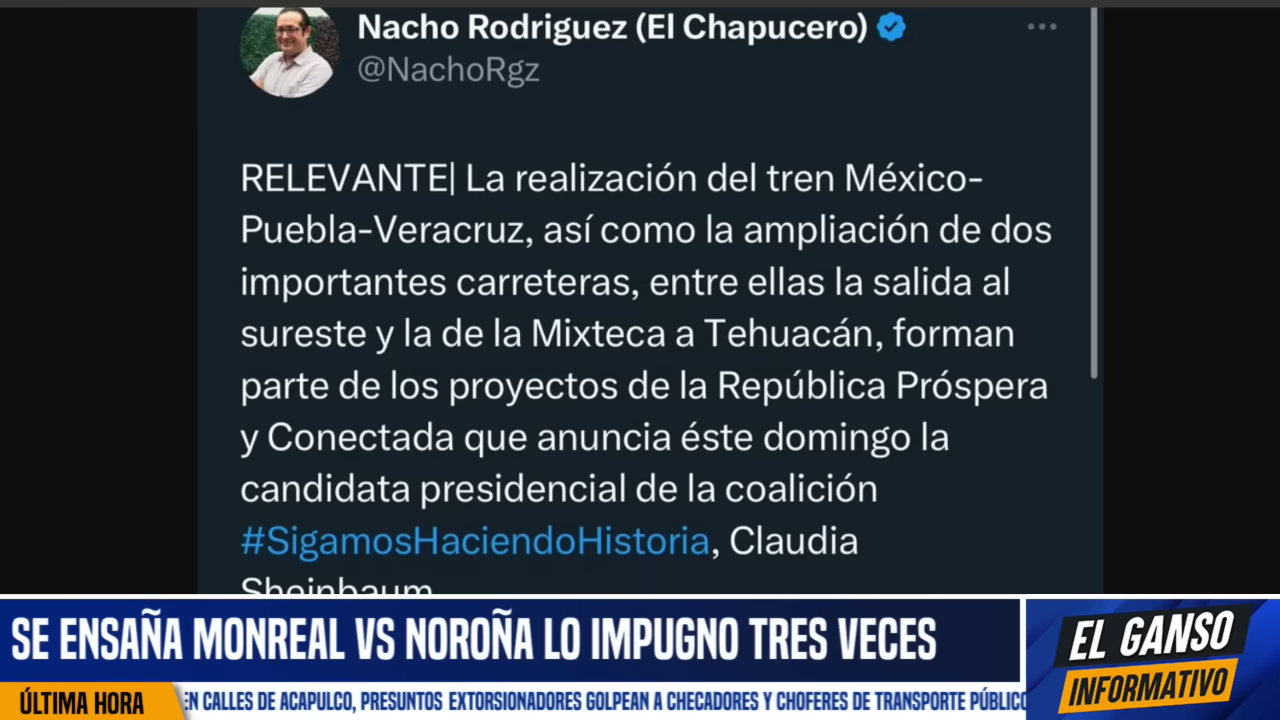 Nacho Rodriguez (El Chapucero)
@NachoRgz
RELEVANTE| La realización del tren México-
Puebla-Veracruz, así como la ampliación de dos
importantes carreteras, entre ellas la salida al
sureste y la de la Mixteca a Tehuacán, forman
parte de los proyectos de la República Próspera
y Conectada que anuncia éste domingo la
candidata presidencial de la coalición
#SigamosHaciendoHistoria, Claudia
Sheinbaum
SE ENSAÑA MONREAL VS NOROÑA LO IMPUGNO TRES VECES
EL GANSO
INFORMATIVO
ÚLTIMA HORA
EN CALLES DE ACAPULCO, PRESUNTOS EXTORSIONADORES GOLPEAN A CHECADORES Y CHOFERES DE TRANSPORTE PÚBLICO